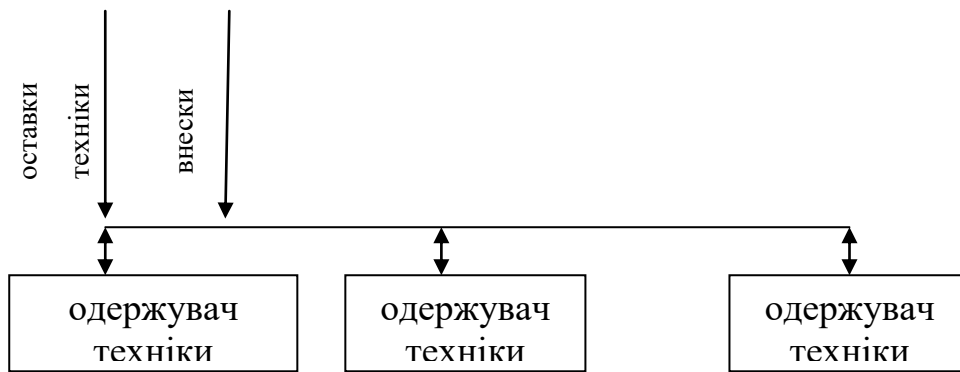 оставки
техніки
внески
одержувач
техніки
одержувач
техніки
одержувач
техніки